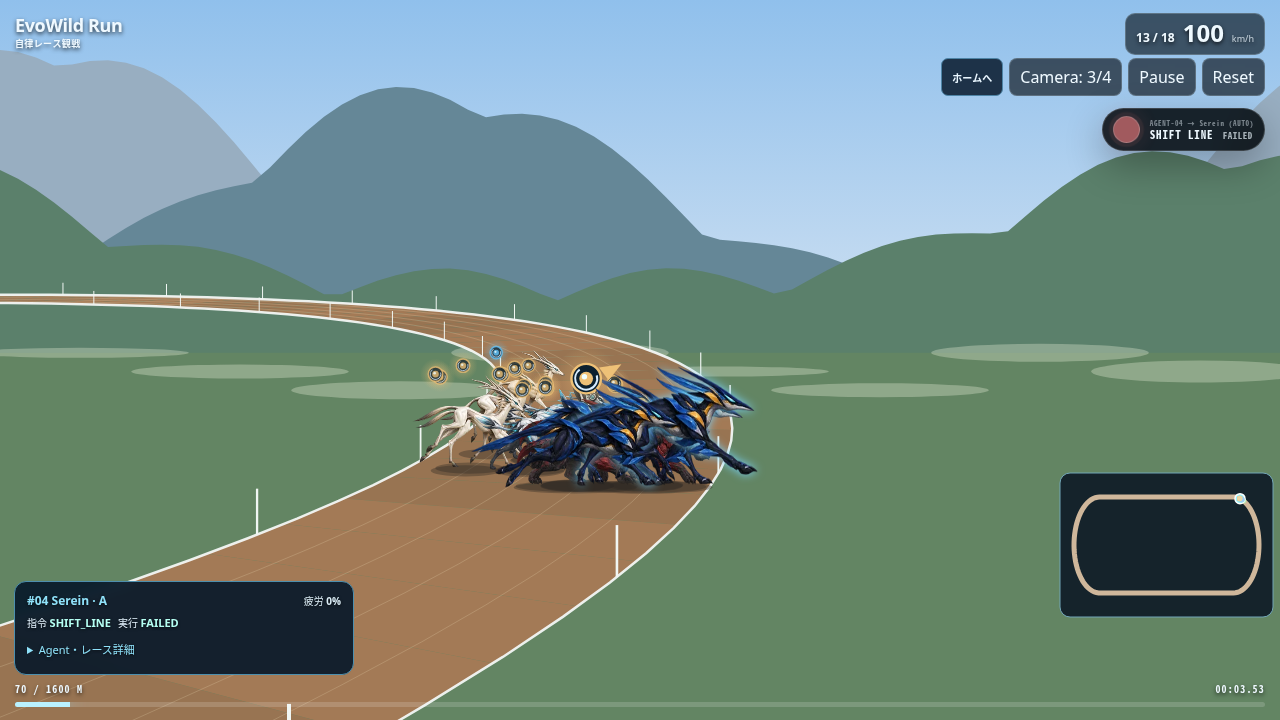 EvoWild Run
自律レース観戦
13 / 18 100 km/h
ホームへ Camera: 3/4 Pause Reset
AGENT-04 → Serein (AUTO)
SHIFT LINE FAILED
#04 Serein · A 疲労 0%
指令 SHIFT_LINE 実行 FAILED
▶ Agent・レース詳細
70 / 1600 M 00:03.53